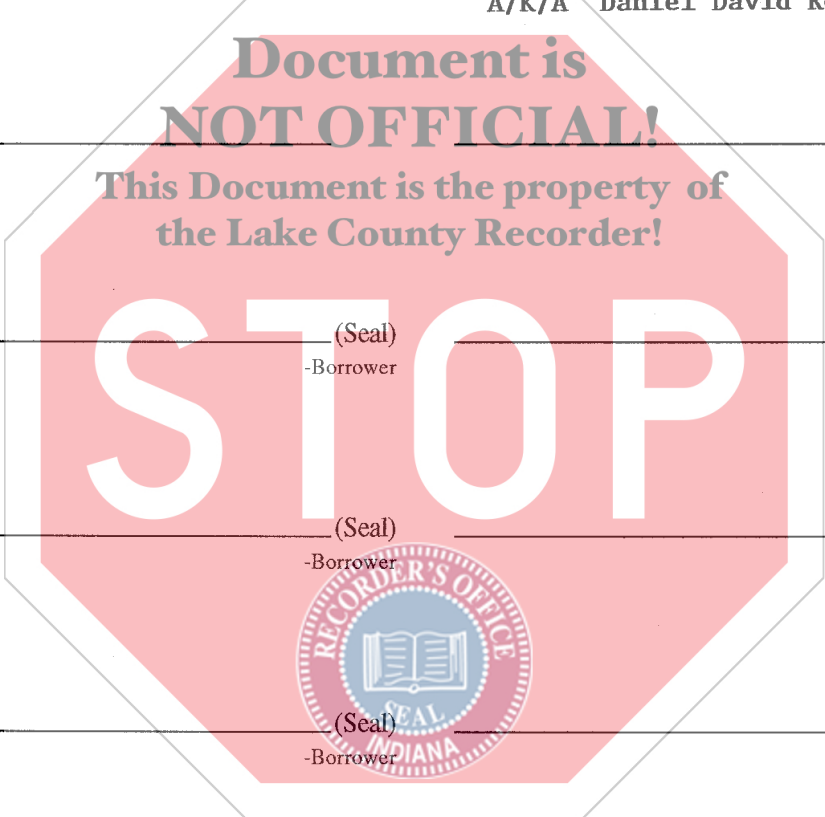 A/K/A Daniel David
Document is
NOT OFFICIAL!
This Document is the property of
the Lake County Recorder!
STOP
(Seal)
-Borrower
(Seal)
-Borrower
RECORDER'S OFFICE
SEAL
INDIANA
(Seal)
-Borrower